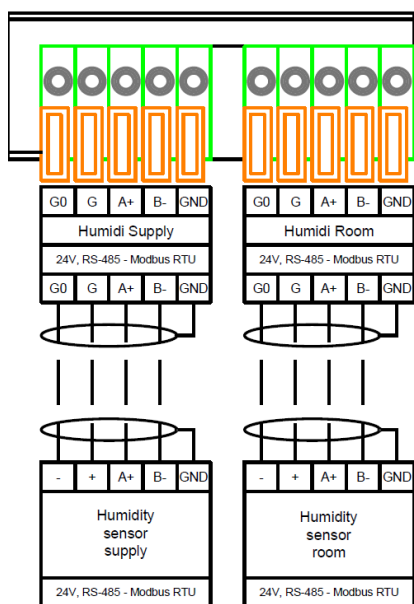 G0 G A+ B- GND G0 G A+ B- GND
Humidi Supply Humidi Room
24V, RS-485 - Modbus RTU 24V, RS-485 - Modbus RTU
G0 G A+ B- GND G0 G A+ B- GND
- + A+ B- GND - + A+ B- GND
Humidity Humidity
sensor sensor
supply room
24V, RS-485 - Modbus RTU 24V, RS-485 - Modbus RTU